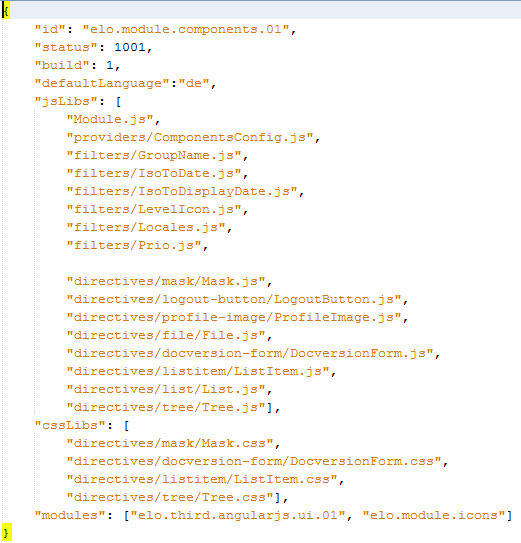 {
"id": "elo.module.components.01",
"status": 1001,
"build": 1,
"defaultLanguage":"de",
"jsLibs": [
"Module.js",
"providers/ComponentsConfig.js",
"filters/GroupName.js",
"filters/IsoToDate.js",
"filters/IsoToDisplayDate.js",
"filters/LevelIcon.js",
"filters/Locales.js",
"filters/Prio.js",
"directives/mask/Mask.js",
"directives/logout-button/LogoutButton.js",
"directives/profile-image/ProfileImage.js",
"directives/file/File.js",
"directives/docversion-form/DocversionForm.js",
"directives/listitem/ListItem.js",
"directives/list/List.js",
"directives/tree/Tree.js"],
"cssLibs": [
"directives/mask/Mask.css",
"directives/docversion-form/DocversionForm.css",
"directives/listitem/ListItem.css",
"directives/tree/Tree.css"],
"modules": ["elo.third.angularjs.ui.01", "elo.module.icons"]
}